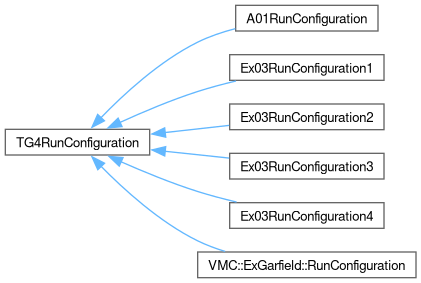 A01RunConfiguration
Ex03RunConfiguration1
Ex03RunConfiguration2
TG4RunConfiguration
Ex03RunConfiguration3
Ex03RunConfiguration4
VMC::ExGarfield::RunConfiguration